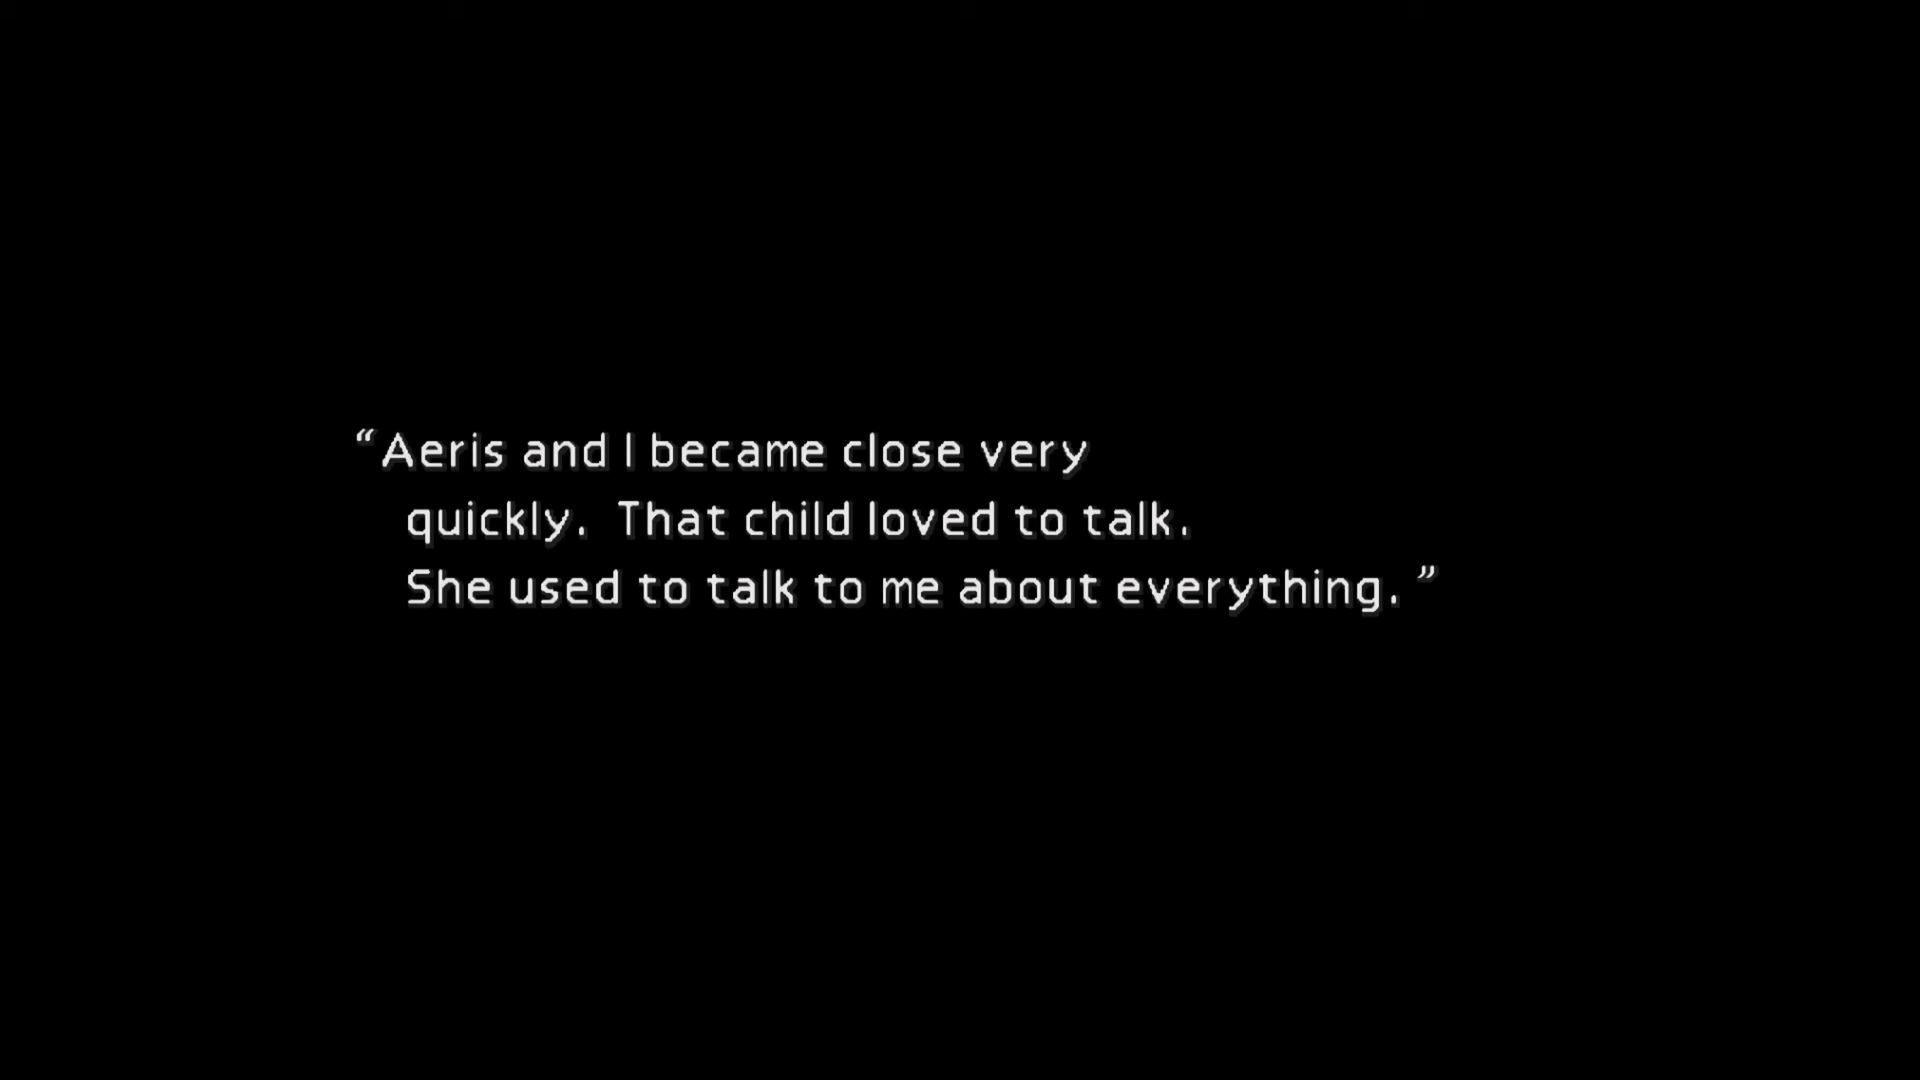 “Aeris and I became close very
quickly.  That child loved to talk.
She used to talk to me about everything. ”